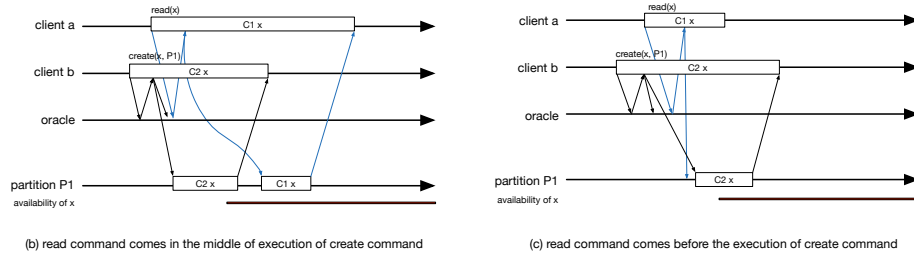 read(x)
client a
C1 x
create(x, P1)
client b
C2 x
oracle
partition P1
C2 x
C1 x
availability of x
(b) read command comes in the middle of execution of create command
read(x)
client a
C1 x
create(x, P1)
client b
C2 x
oracle
partition P1
C2 x
availability of x
(c) read command comes before the execution of create command